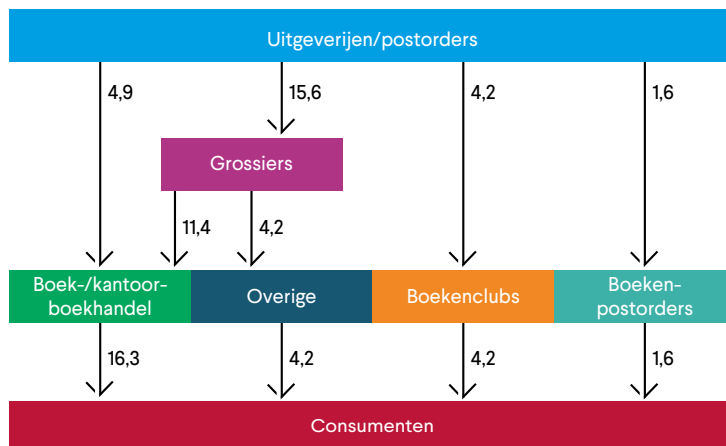 Uitgeverijen/postorders
4,9
15,6
4,2
1,6
Grossiers
11,4
4,2
Boek-/kantoor-
boekhandel
Overige
Boekenclubs
Boeken-
postorders
16,3
4,2
4,2
1,6
Consumenten